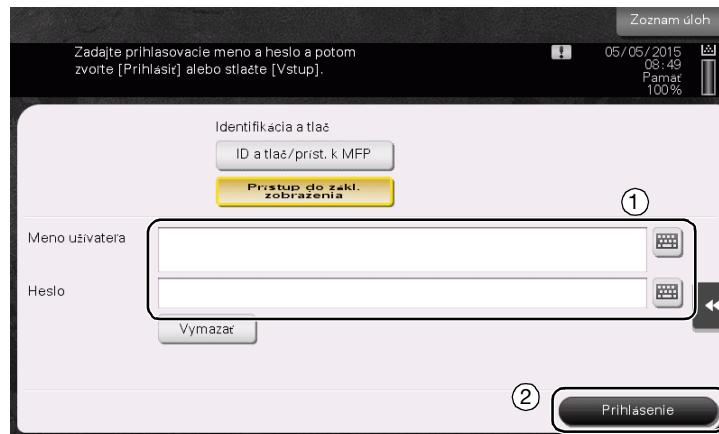 Zoznam úloh
Zadajte prihlasovacie meno a heslo a potom
zvoľte [Prihlásiť] alebo stlačte [Vstup].
05/05/2015
08:49
Pamäť
100%
Identifikácia a tlač
ID a tlač/príst. k MFP
Prístup do zákl.
zobrazenia
1
Meno užívateľa
Heslo
Vymazať
2
Prihlásenie